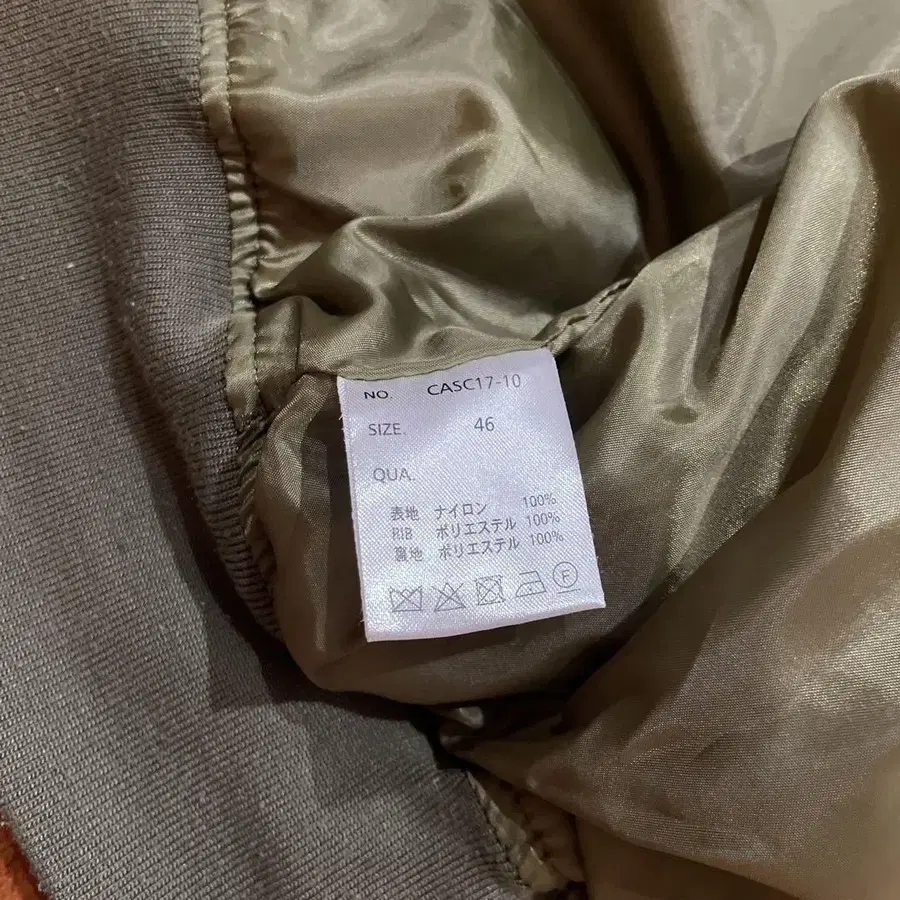 NO. CASC17-10
SIZE. 46
QUA.
表地 ナイロン 100%
RIB ポリエステル 100%
裏地 ポリエステル 100%
F